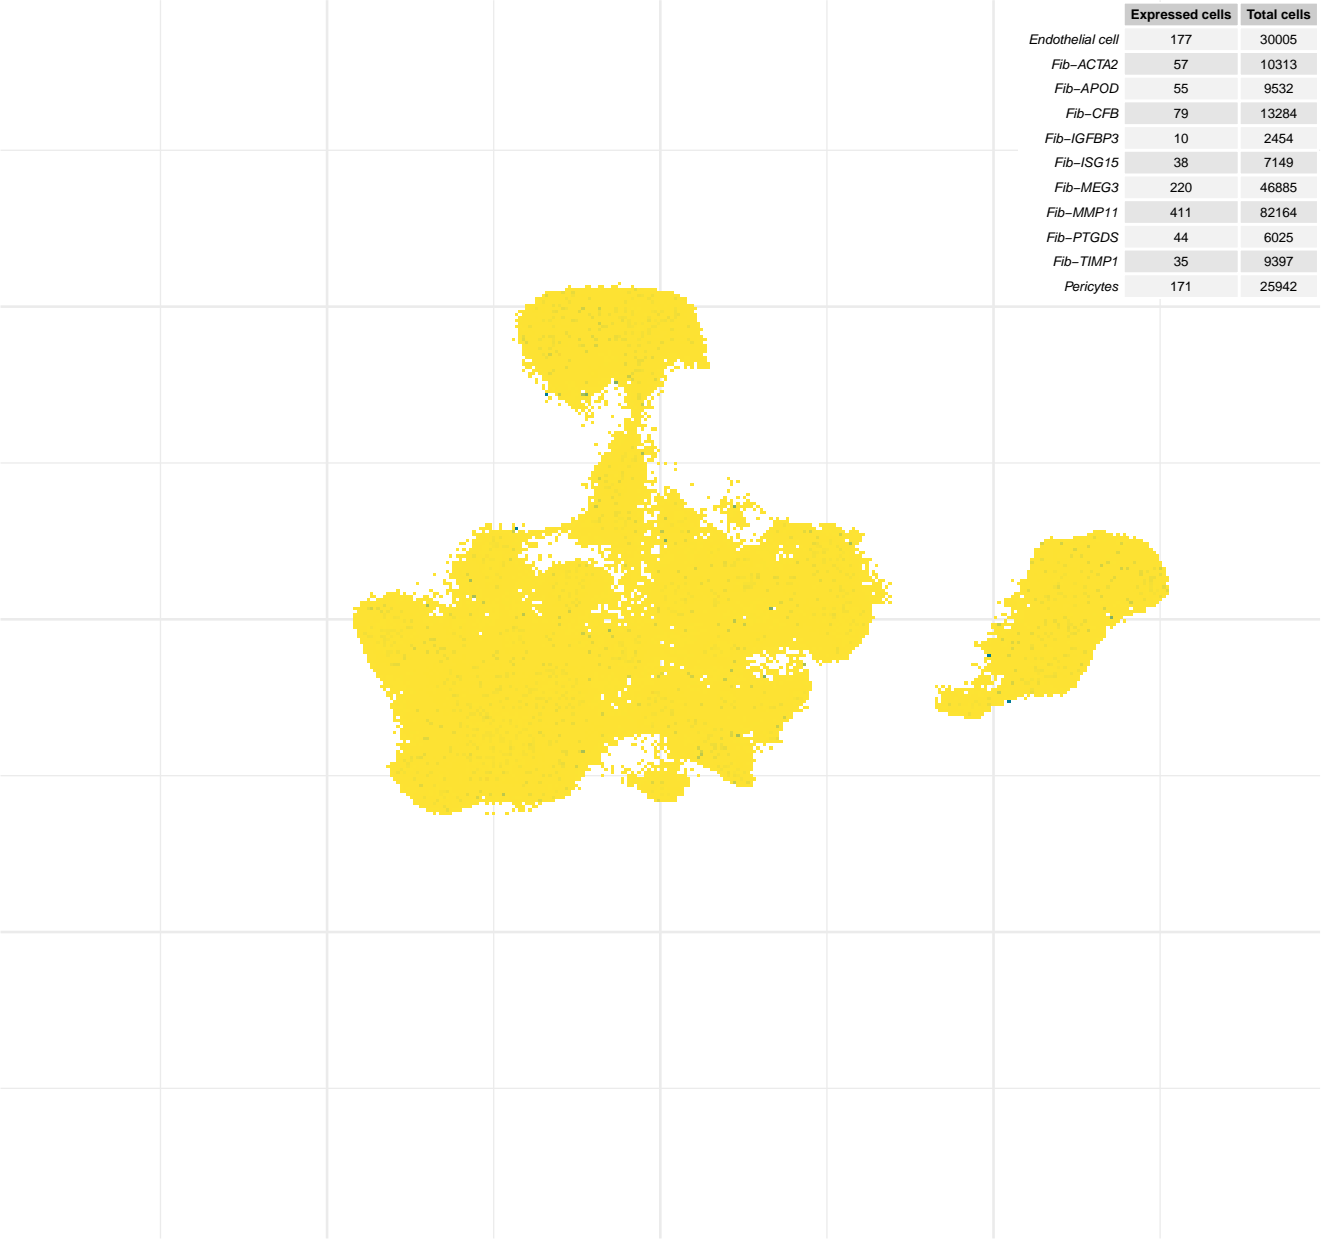 Expressed cells Total cells
Endothelial cell 177 30005
Fib−ACTA2 57 10313
Fib−APOD 55 9532
Fib−CFB 79 13284
Fib−IGFBP3 10 2454
Fib−ISG15 38 7149
Fib−MEG3 220 46885
Fib−MMP11 411 82164
Fib−PTGDS 44 6025
Fib−TIMP1 35 9397
Pericytes 171 25942